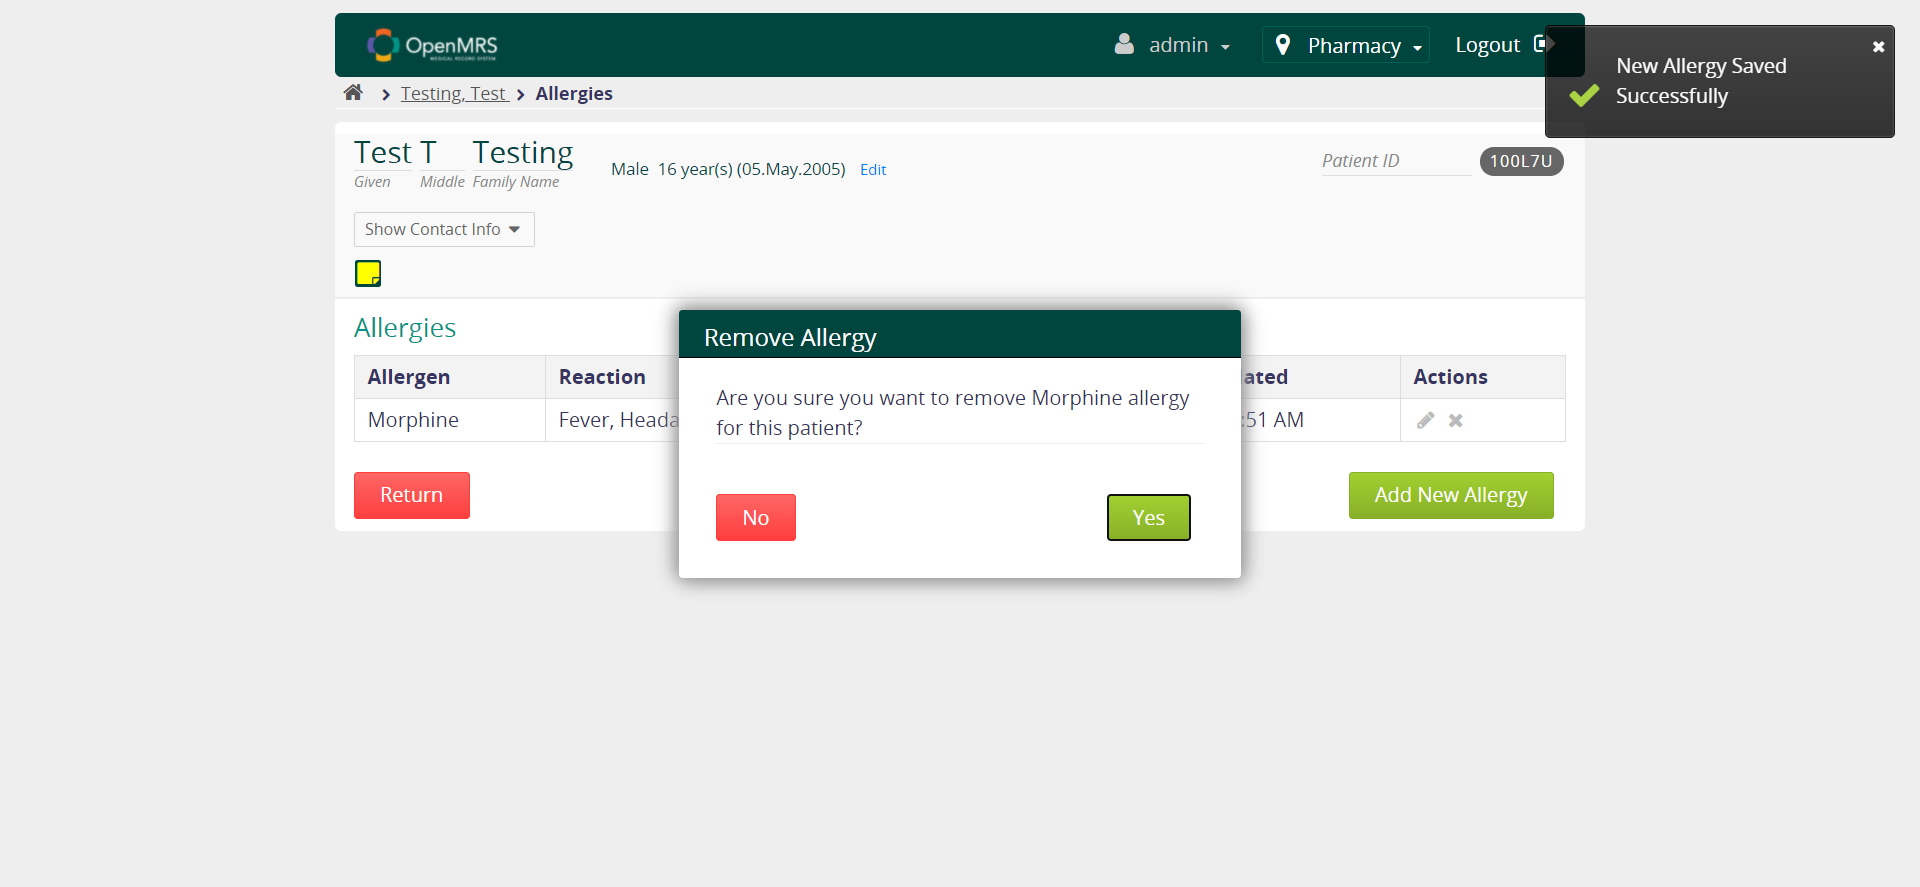 OpenMRS
MEDICAL RECORD SYSTEM
admin
Pharmacy
Logout
New Allergy Saved
Successfully
Testing, Test
Allergies
Test T Testing
Given Middle Family Name
Male 16 year(s) (05.May.2005) Edit
Patient ID 100L7U
Show Contact Info
Allergies
Remove Allergy
Are you sure you want to remove Morphine allergy
for this patient?
No Yes
Allergen Reaction Actions
Morphine Fever, :51 AM
Return Add New Allergy